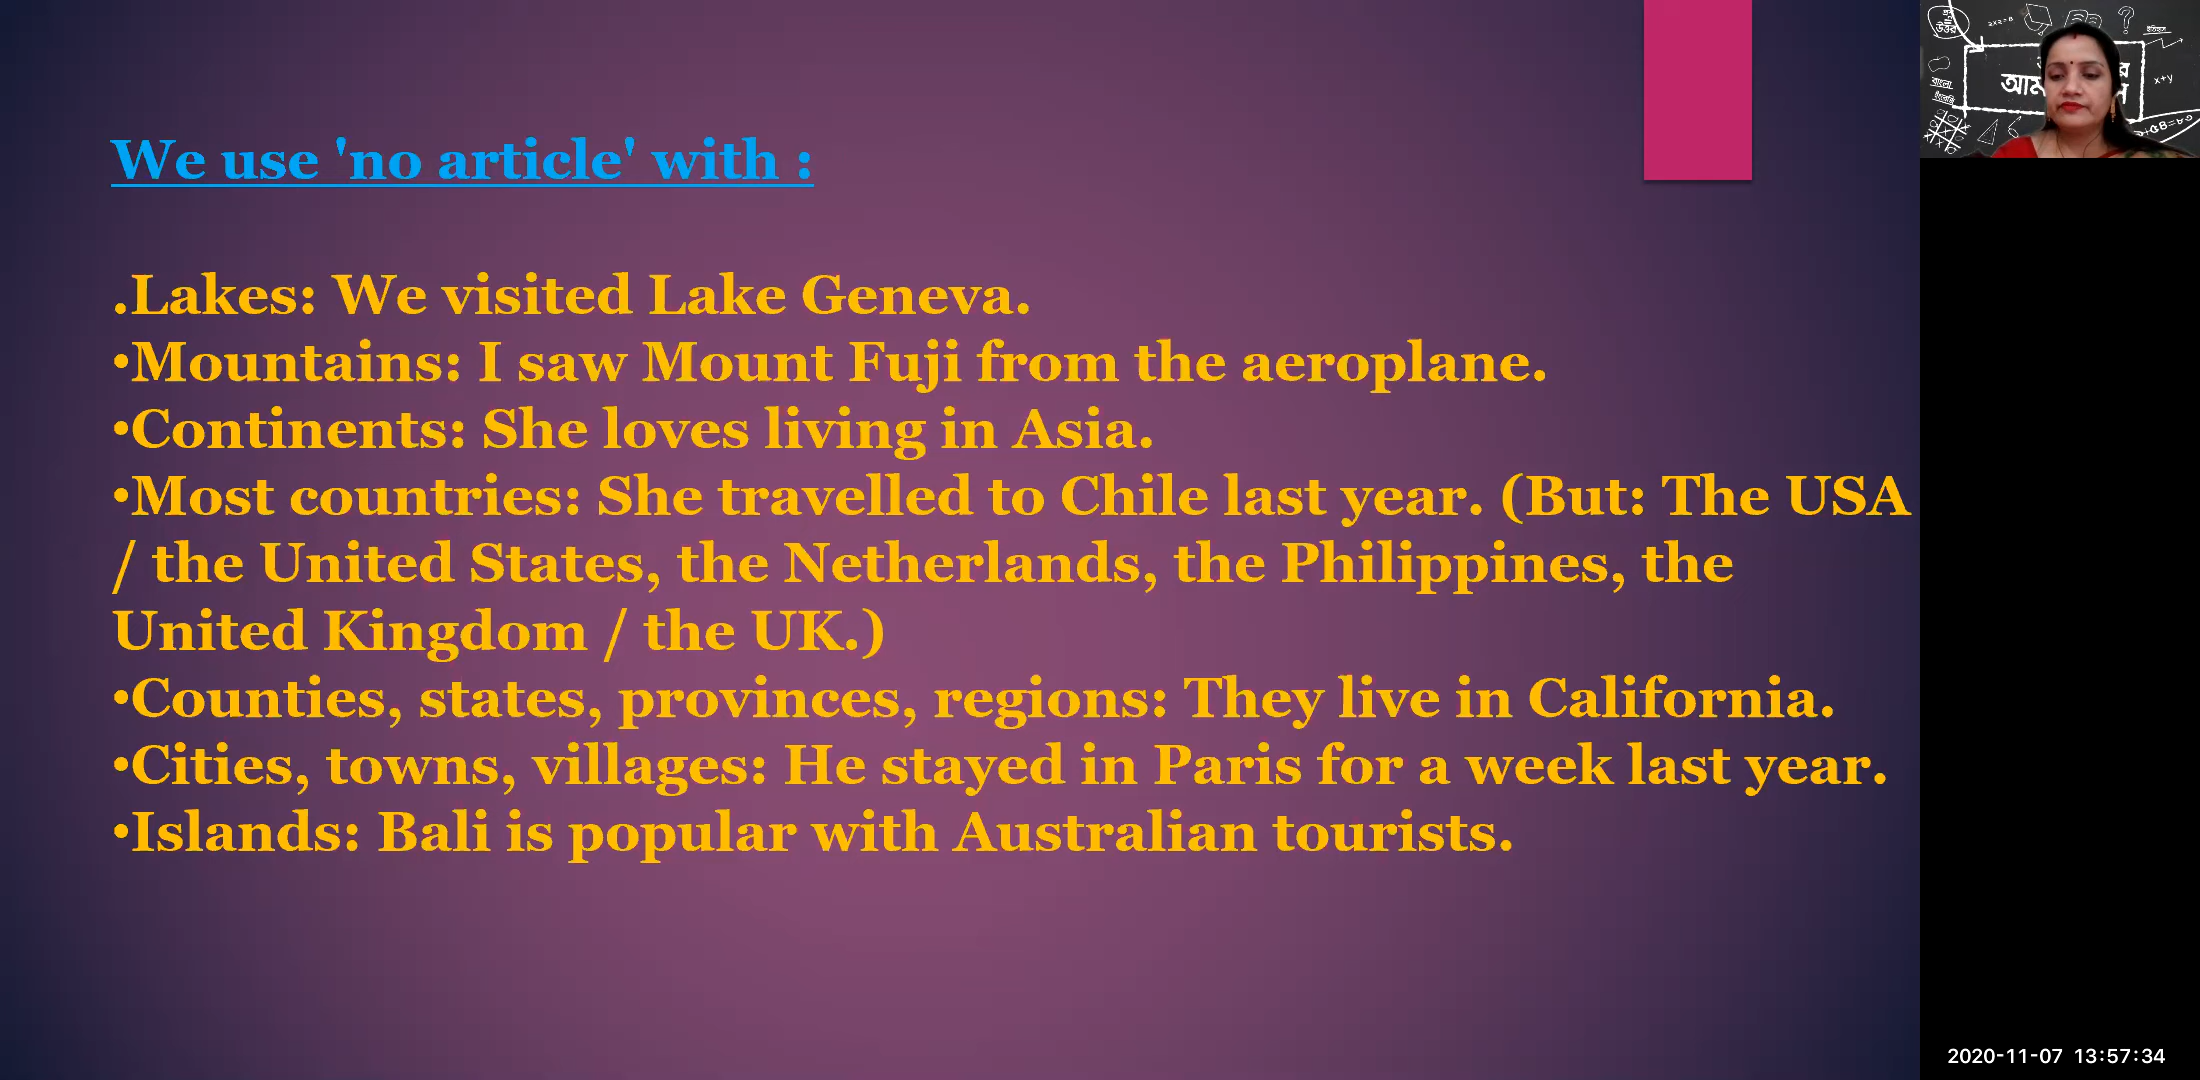 We use 'no article' with :
.Lakes: We visited Lake Geneva.
•Mountains: I saw Mount Fuji from the aeroplane.
•Continents: She loves living in Asia.
•Most countries: She travelled to Chile last year. (But: The USA
/ the United States, the Netherlands, the Philippines, the
United Kingdom / the UK.)
•Counties, states, provinces, regions: They live in California.
•Cities, towns, villages: He stayed in Paris for a week last year.
•Islands: Bali is popular with Australian tourists.
উত্তর
x+y
2020-11-07 13:57:34